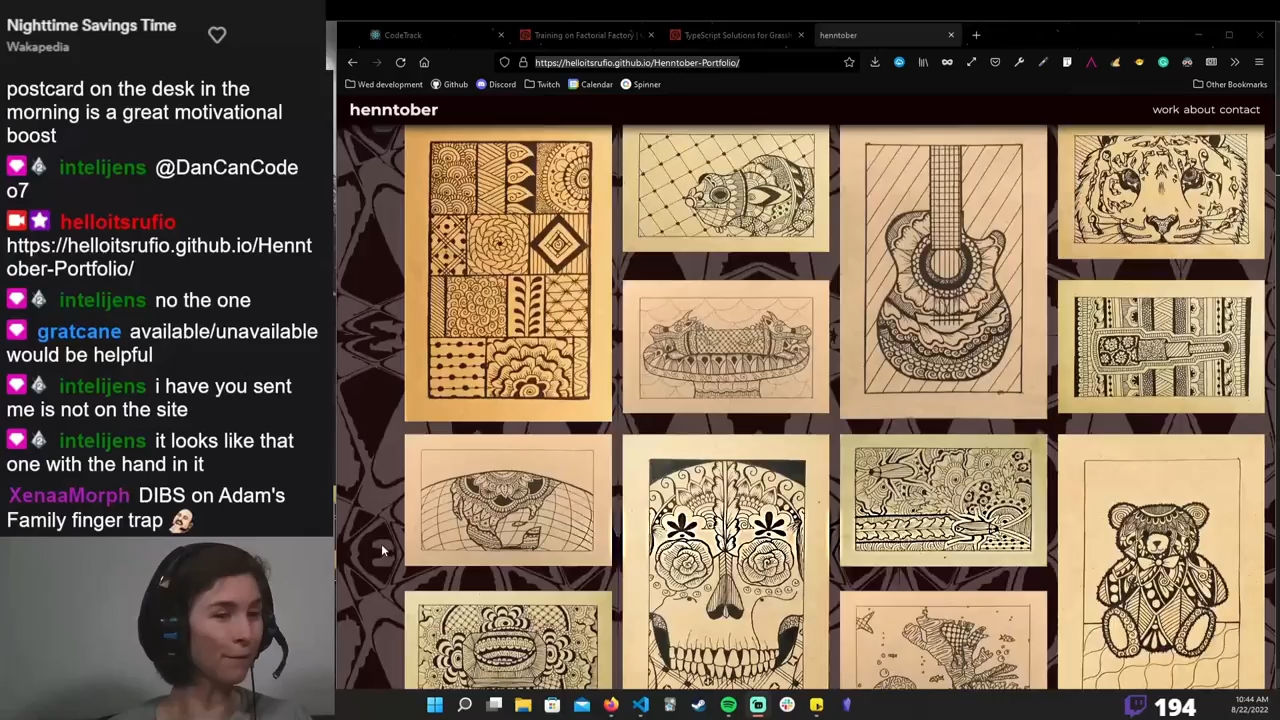 Nighttime Savings Time
Wakapedia
postcard on the desk in the
morning is a great motivational
boost
intelijens @DanCanCode
o7
helloitsrufio
https://helloitsrufio.github.io/Hennt
ober-Portfolio/
intelijens no the one
gratcane available/unavailable
would be helpful
intelijens i have you sent
me is not on the site
intelijens it looks like that
one with the hand in it
XenaaMorph DIBS on Adam's
Family finger trap
CodeTrack
Training on Factorial Factory |
TypeScript Solutions for Grassh
henntober
https://helloitsrufio.github.io/Henntober-Portfolio/
Wed development Github Discord Twitch Calendar Spinner Other Bookmarks
henntober work about contact
194
10:44 AM
8/22/2022